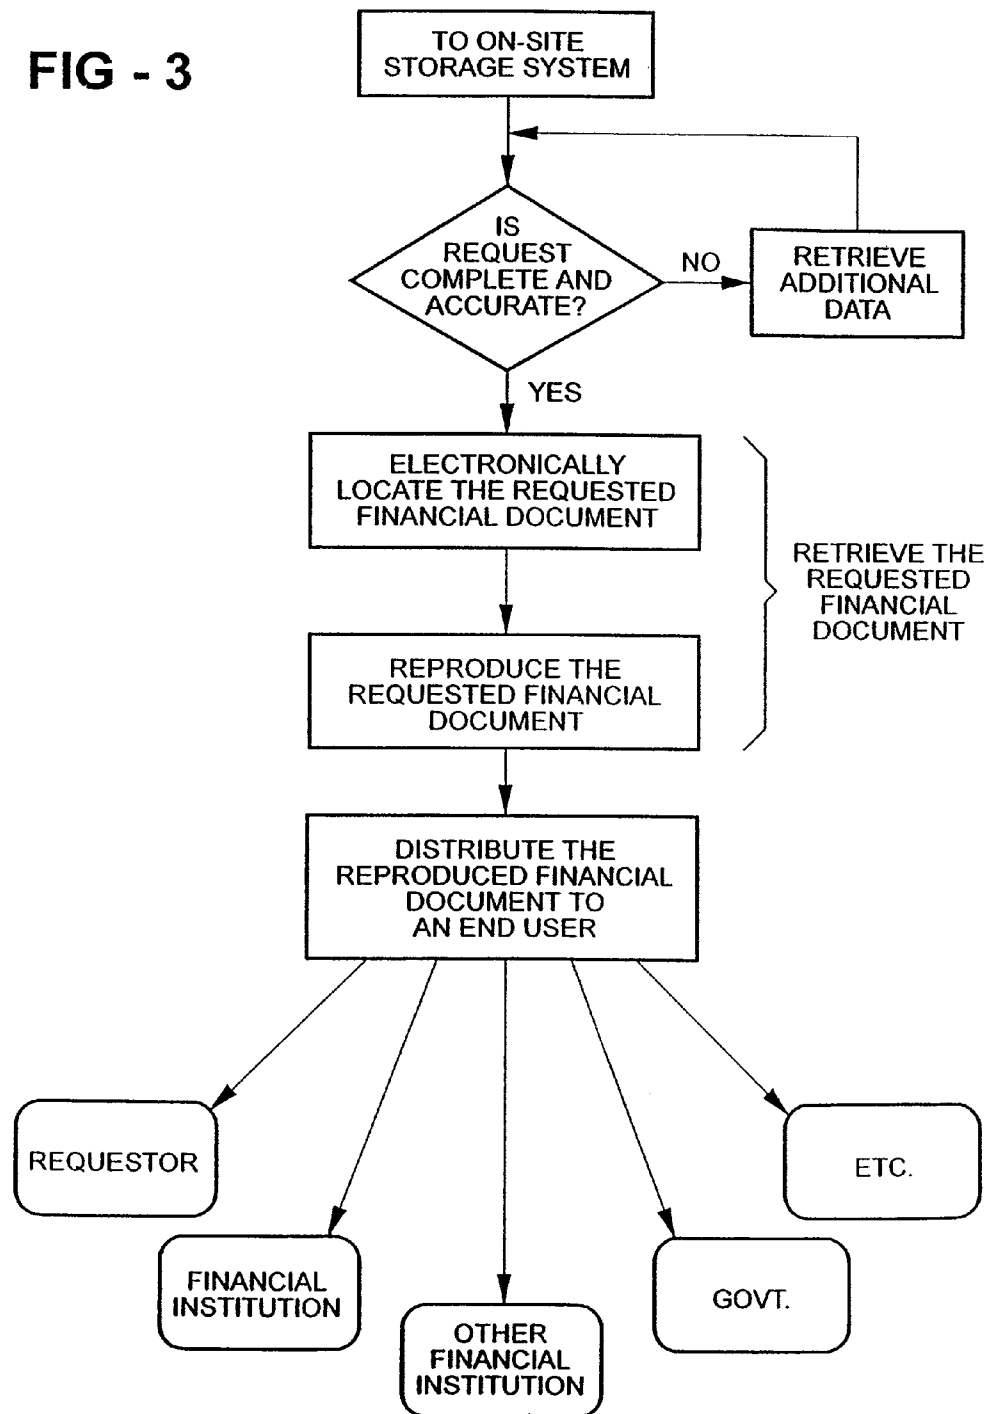 FIG - 3
TO ON-SITE
STORAGE SYSTEM
IS
REQUEST
COMPLETE AND
ACCURATE?
NO
RETRIEVE
ADDITIONAL
DATA
YES
ELECTRONICALLY
LOCATE THE REQUESTED
FINANCIAL DOCUMENT
RETRIEVE THE
REQUESTED
FINANCIAL
DOCUMENT
REPRODUCE THE
REQUESTED FINANCIAL
DOCUMENT
DISTRIBUTE THE
REPRODUCED FINANCIAL
DOCUMENT TO
AN END USER
REQUESTOR
ETC.
FINANCIAL
INSTITUTION
GOVT.
OTHER
FINANCIAL
INSTITUTION